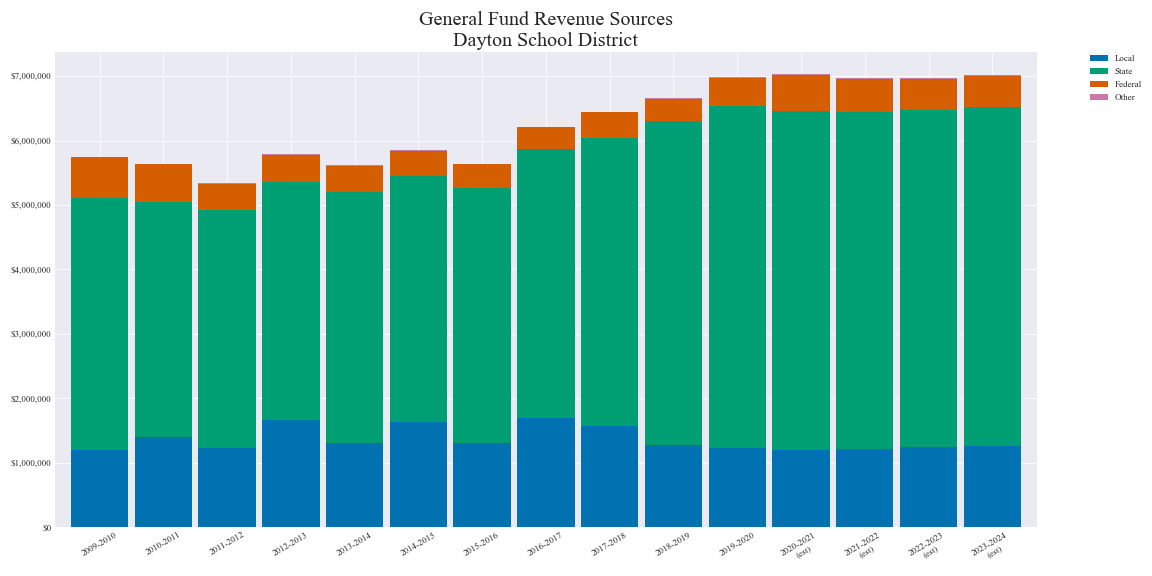 General Fund Revenue Sources
Dayton School District
Local
State
Federal
Other
$7,000,000
$6,000,000
$5,000,000
$4,000,000
$3,000,000
$2,000,000
$1,000,000
$0
2009-2010
2010-2011
2011-2012
2012-2013
2013-2014
2014-2015
2015-2016
2016-2017
2017-2018
2018-2019
2019-2020
2020-2021
(est)
2021-2022
(est)
2022-2023
(est)
2023-2024
(est)